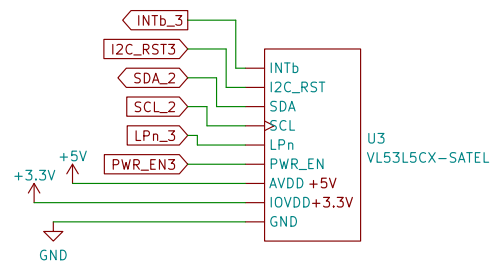 INTb_3
I2C_RST3
SDA_2
SCL_2
LPn_3
PWR_EN3
+5V
+3.3V
GND
INTb
I2C_RST
SDA
SCL
LPn
PWR_EN
AVDD +5V
IOVDD+3.3V
GND
U3
VL53L5CX-SATEL